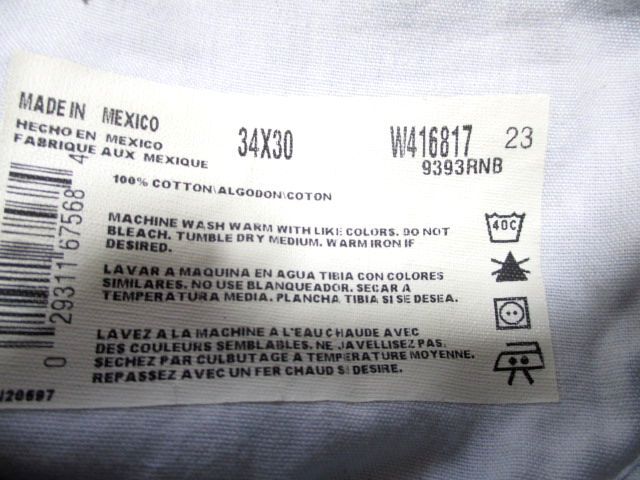 MADE IN MEXICO
HECHO EN MEXICO
FABRIQUE AUX MEXIQUE
34X30
W416817 23
9393RNB
100% COTTON\ALGODON\COTON
MACHINE WASH WARM WITH LIKE COLORS. DO NOT
BLEACH. TUMBLE DRY MEDIUM. WARM IRON IF
DESIRED.
40C
LAVAR A MAQUINA EN AGUA TIBIA CON COLORES
SIMILARES. NO USE BLANQUEADOR. SECAR A
TEMPERATURA MEDIA. PLANCHA TIBIA SI SE DESEA.
LAVEZ A LA MACHINE A L'EAU CHAUDE AVEC
DES COULEURS SEMBLABLES. NE JAVELLISEZ PAS.
SECHEZ PAR CULBUTAGE A TEMPERATURE MOYENNE.
REPASSEZ AVEC UN FER CHAUD SI DESIRE.
0 29311 67568 4